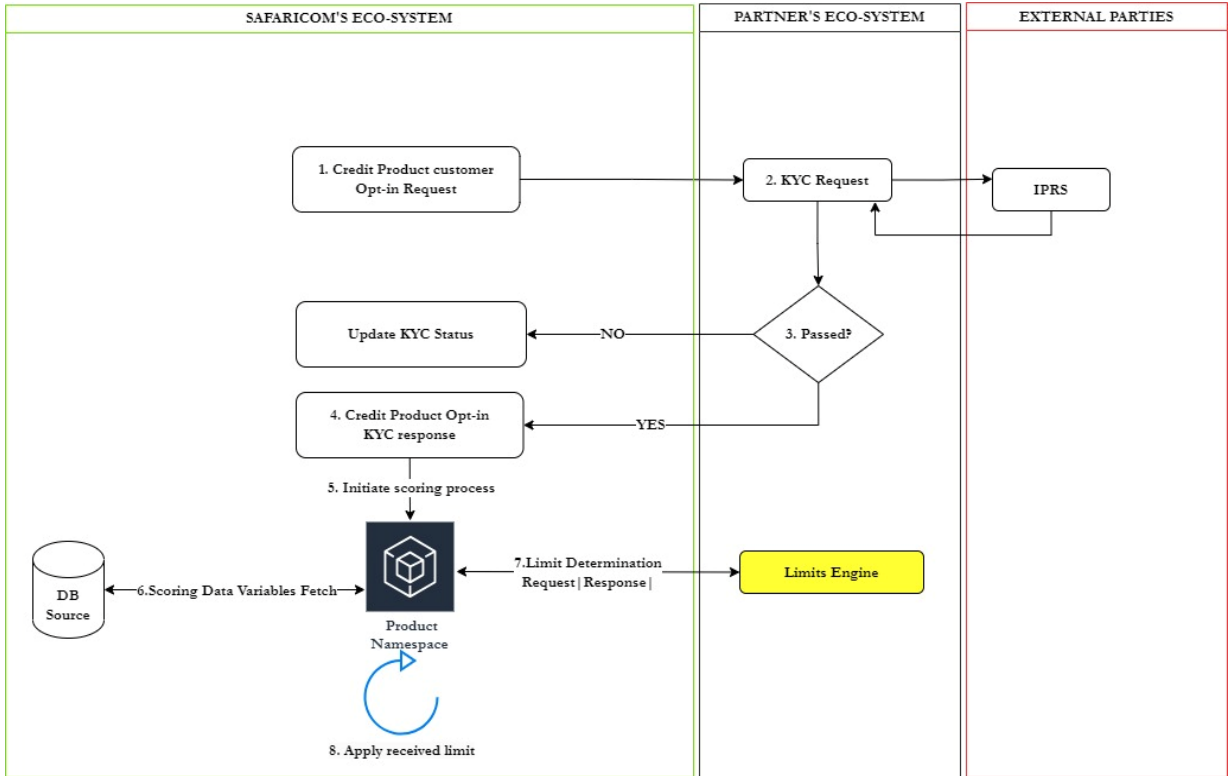 SAFARICOM'S ECO-SYSTEM
PARTNER'S ECO-SYSTEM
EXTERNAL PARTIES
1. Credit Product customer
Opt-in Request
2. KYC Request
IPRS
Update KYC Status
NO
3. Passed?
4. Credit Product Opt-in
KYC response
YES
5. Initiate scoring process
DB
Source
6.Scoring Data Variables Fetch
Product
Namespace
7.Limit Determination
Request|Response|
Limits Engine
8. Apply received limit